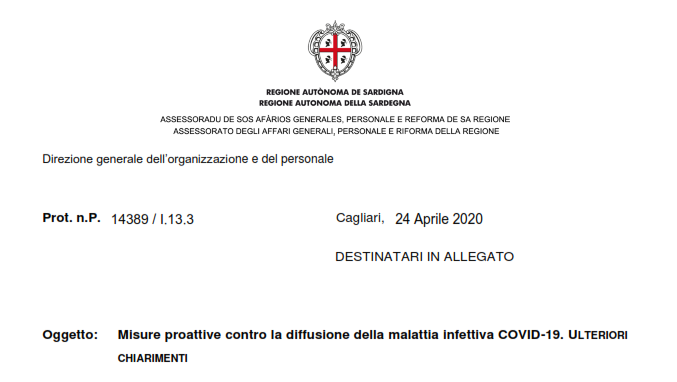 REGIONE AUTÒNOMA DE SARDIGNA
REGIONE AUTONOMA DELLA SARDEGNA
ASSESSORADU DE SOS AFÀRIOS GENERALES, PERSONALE E REFORMA DE SA REGIONE
ASSESSORATO DEGLI AFFARI GENERALI, PERSONALE E RIFORMA DELLA REGIONE
Direzione generale dell'organizzazione e del personale
Prot. n.P. 14389 / I.13.3 Cagliari, 24 Aprile 2020
DESTINATARI IN ALLEGATO
Oggetto: Misure proattive contro la diffusione della malattia infettiva COVID-19. ULTERIORI
CHIARIMENTI